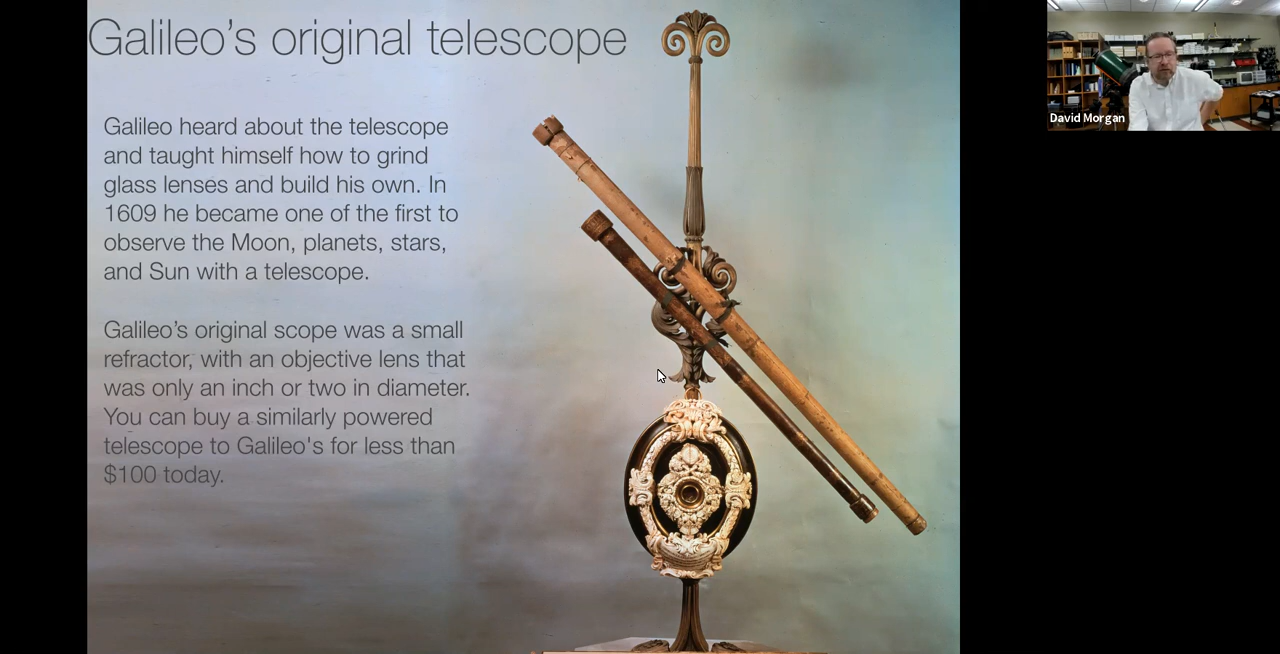 Galileo’s original telescope
Galileo heard about the telescope
and taught himself how to grind
glass lenses and build his own. In
1609 he became one of the first to
observe the Moon, planets, stars,
and Sun with a telescope.
Galileo’s original scope was a small
refractor, with an objective lens that
was only an inch or two in diameter.
You can buy a similarly powered
telescope to Galileo's for less than
$100 today.
David Morgan